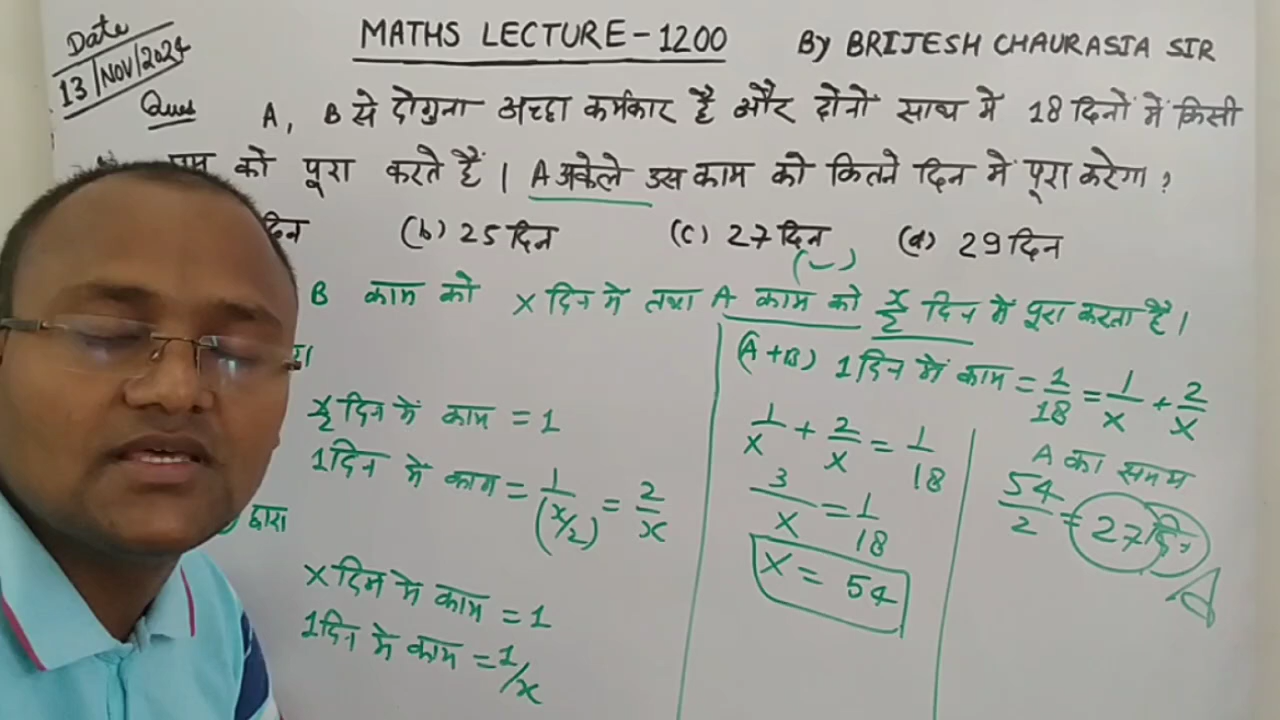 Date
13/NOV/2024
MATHS LECTURE-1200
By BRIJESH CHAURASIA SIR
Ques A, B से दोगुना अच्छा कर्मकार है और दोनों साथ में 18 दिनों में किसी
को पूरा करते हैं। A अकेले उस काम को कितने दिन में पूरा करेगा ?
दिन (b) 25 दिन (c) 27 दिन (d) 29 दिन
B काम को x दिन में तथा A काम को x/2 दिन में पूरा करता है।
x/2 दिन में काम = 1
1 दिन में काम = 1/(x/2) = 2/x
द्वारा
x दिन में काम = 1
1 दिन में काम = 1/x
(A+B) 1 दिन में काम = 1/18 = 1/x + 2/x
1/x + 2/x = 1/18
3/x = 1/18
x = 54
A का समय
54/2 = 27 दिन
A